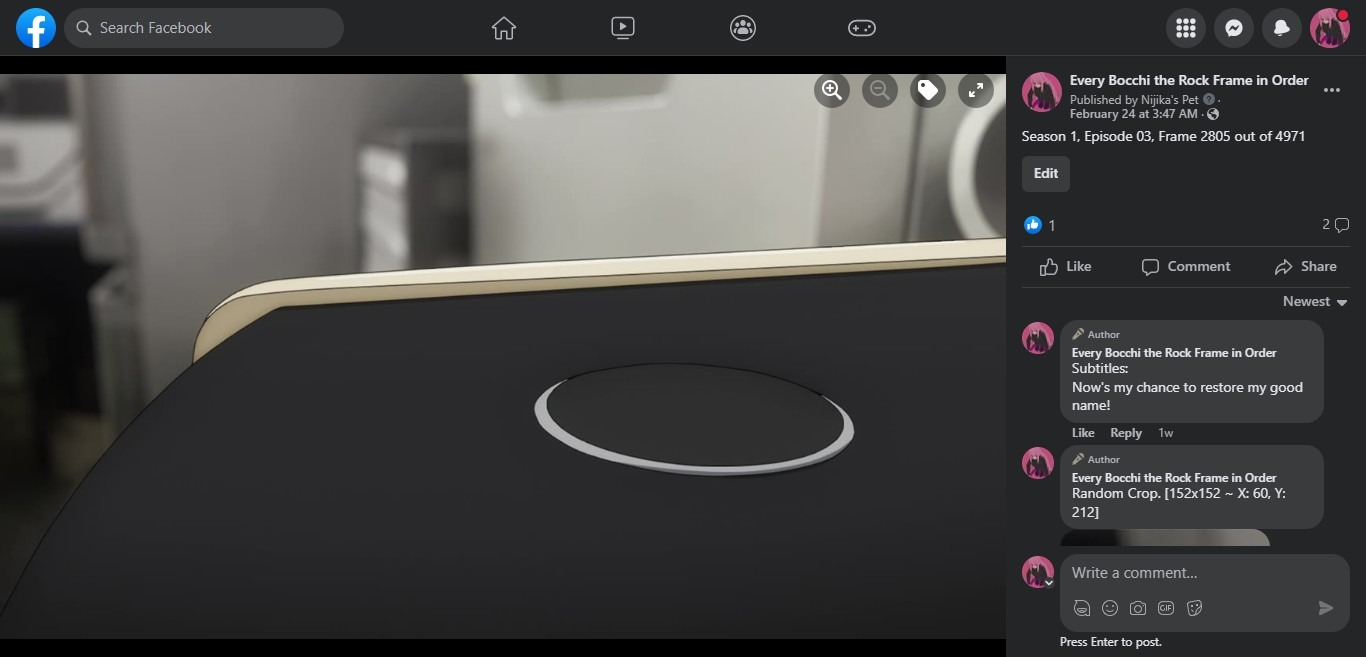 Search Facebook
Every Bocchi the Rock Frame in Order
Published by Nijika's Pet ·
February 24 at 3:47 AM ·
Season 1, Episode 03, Frame 2805 out of 4971
Edit
1
2
Like
Comment
Share
Newest
Author
Every Bocchi the Rock Frame in Order
Subtitles:
Now's my chance to restore my good
name!
Like Reply 1w
Author
Every Bocchi the Rock Frame in Order
Random Crop. [152x152 ~ X: 60, Y:
212]
Write a comment...
GIF
Press Enter to post.